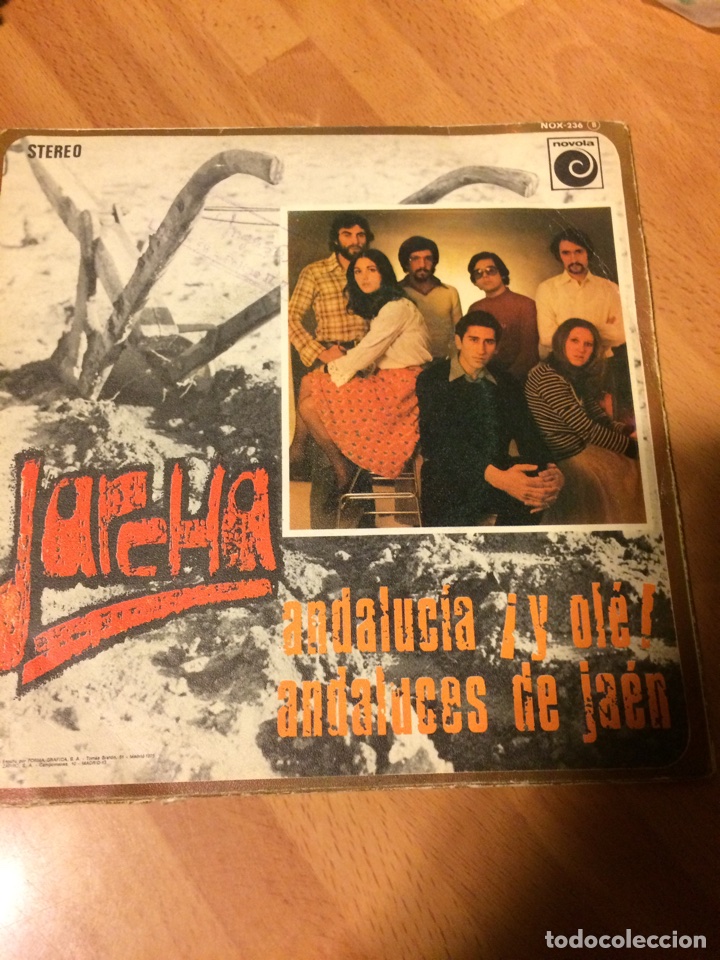 NOX-236 B
STEREO
novola
JARCHA
andalucía ¡y olé!
andaluces de jaén
todocoleccion